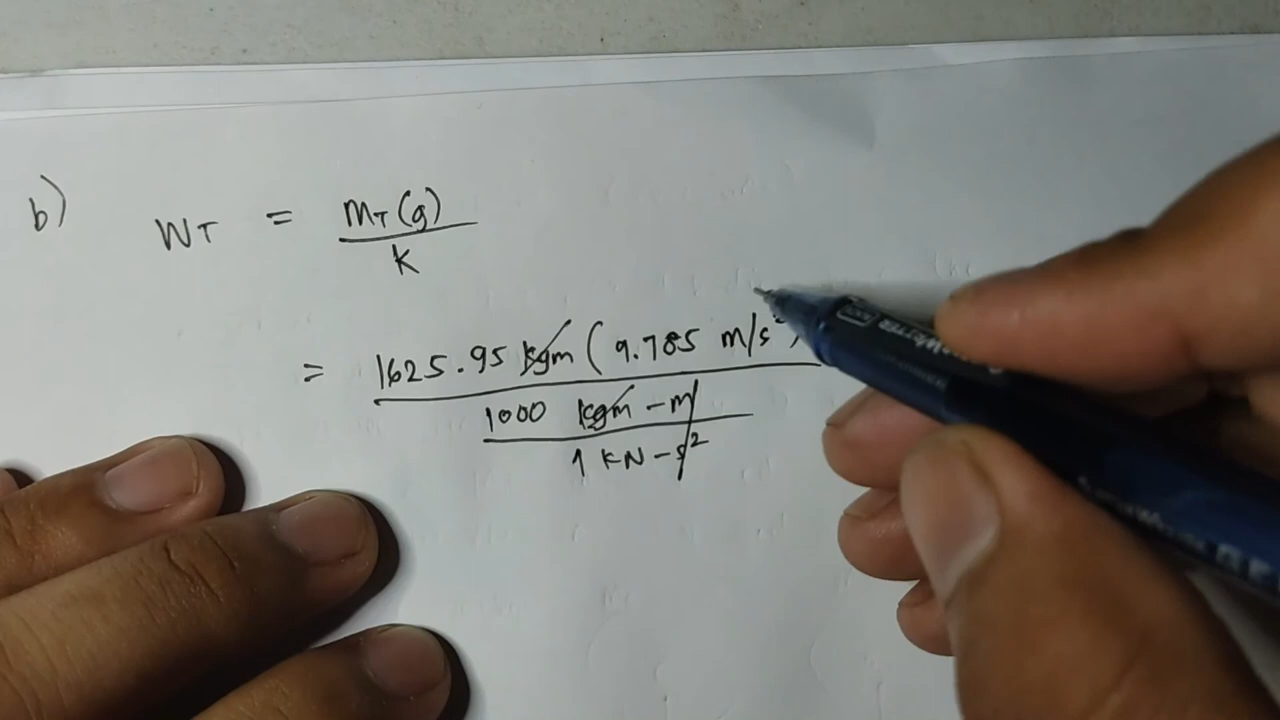 b) WT = mT(g)
K
= 1625.95 kgm (9.785 m/s²)
1000 kgm - m
1 KN - s²